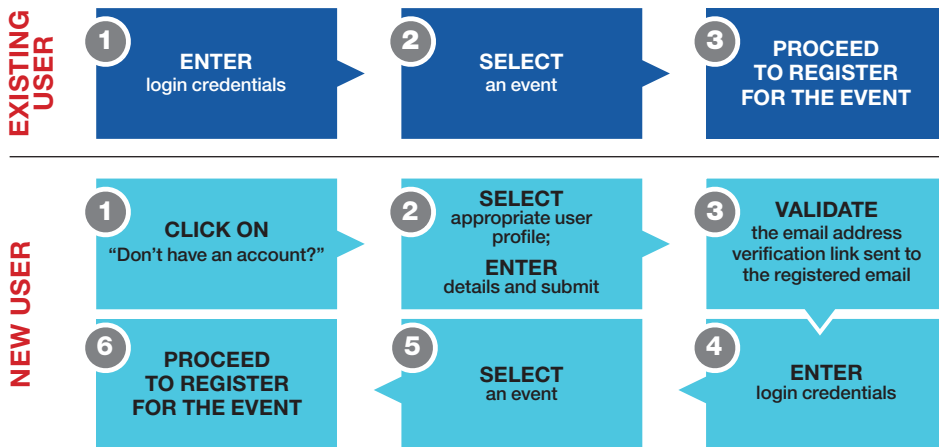 EXISTING
USER
1
ENTER
login credentials
2
SELECT
an event
3
PROCEED
TO REGISTER
FOR THE EVENT
NEW USER
1
CLICK ON
“Don’t have an account?”
2
SELECT
appropriate user
profile;
ENTER
details and submit
3
VALIDATE
the email address
verification link sent to
the registered email
4
ENTER
login credentials
5
SELECT
an event
6
PROCEED
TO REGISTER
FOR THE EVENT